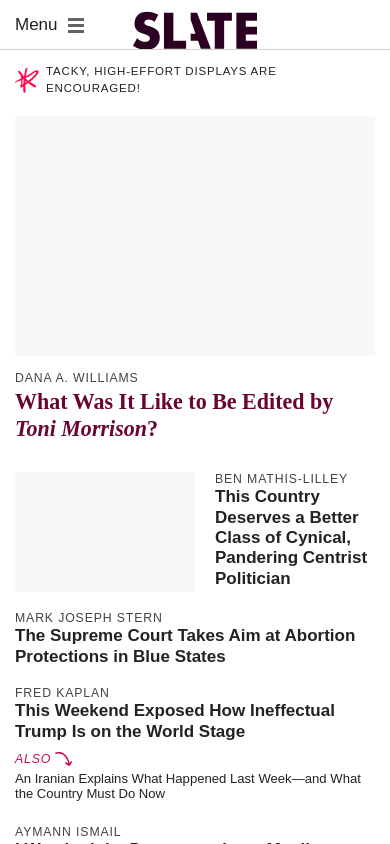 Menu
SLATE
TACKY, HIGH-EFFORT DISPLAYS ARE
ENCOURAGED!
DANA A. WILLIAMS
What Was It Like to Be Edited by
Toni Morrison?
BEN MATHIS-LILLEY
This Country
Deserves a Better
Class of Cynical,
Pandering Centrist
Politician
MARK JOSEPH STERN
The Supreme Court Takes Aim at Abortion
Protections in Blue States
FRED KAPLAN
This Weekend Exposed How Ineffectual
Trump Is on the World Stage
ALSO
An Iranian Explains What Happened Last Week—and What
the Country Must Do Now
AYMANN ISMAIL